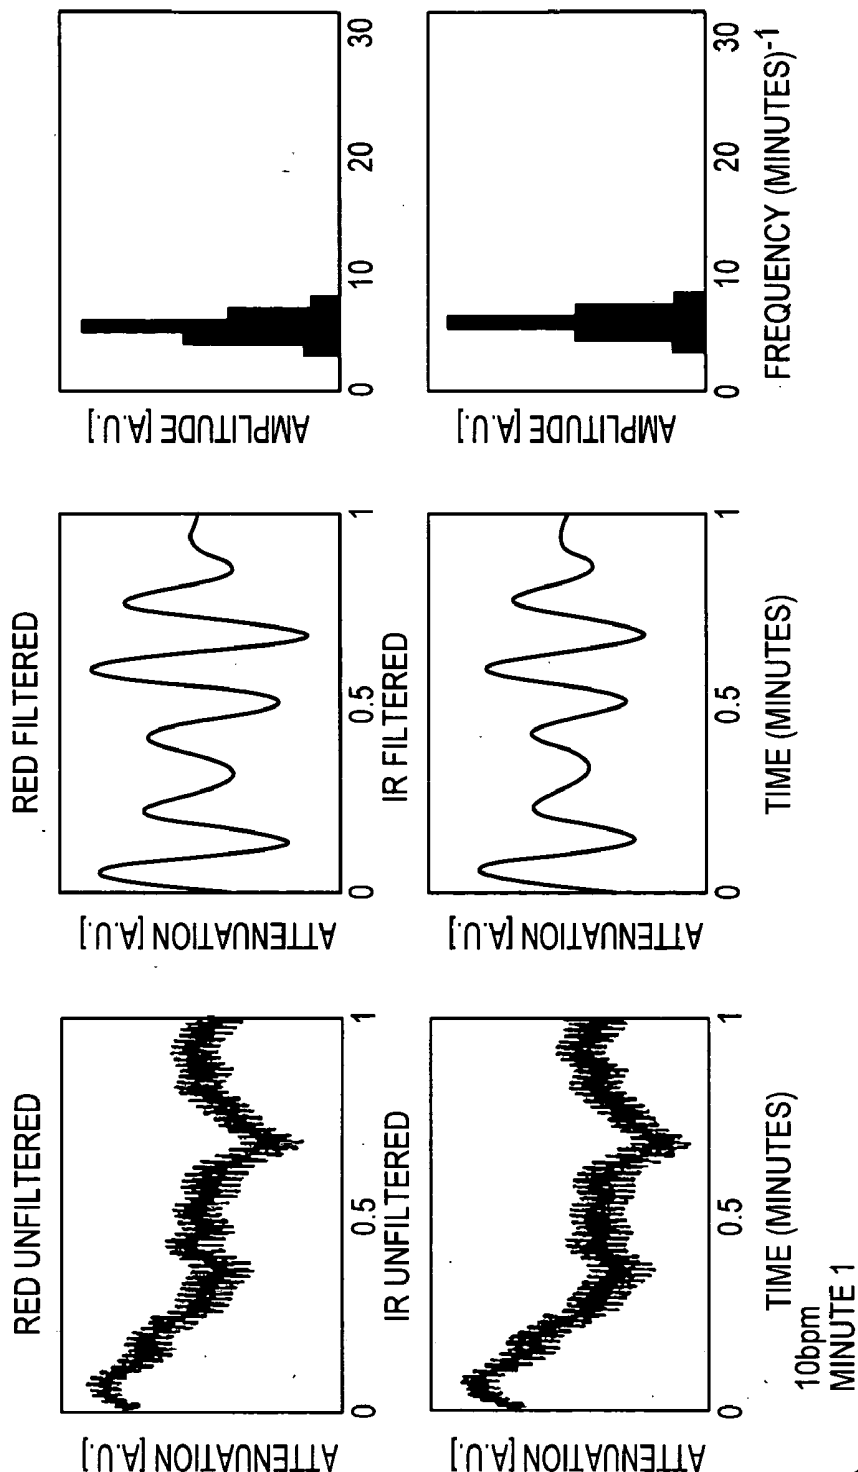 RED UNFILTERED
ATTENUATION [A.U.]
0 0.5 1
IR UNFILTERED
ATTENUATION [A.U.]
0 0.5 1
TIME (MINUTES)
10bpm
MINUTE 1
RED FILTERED
ATTENUATION [A.U.]
0 0.5 1
IR FILTERED
ATTENUATION [A.U.]
0 0.5 1
TIME (MINUTES)
AMPLITUDE [A.U.]
0 10 20 30
AMPLITUDE [A.U.]
0 10 20 30
FREQUENCY (MINUTES)-1